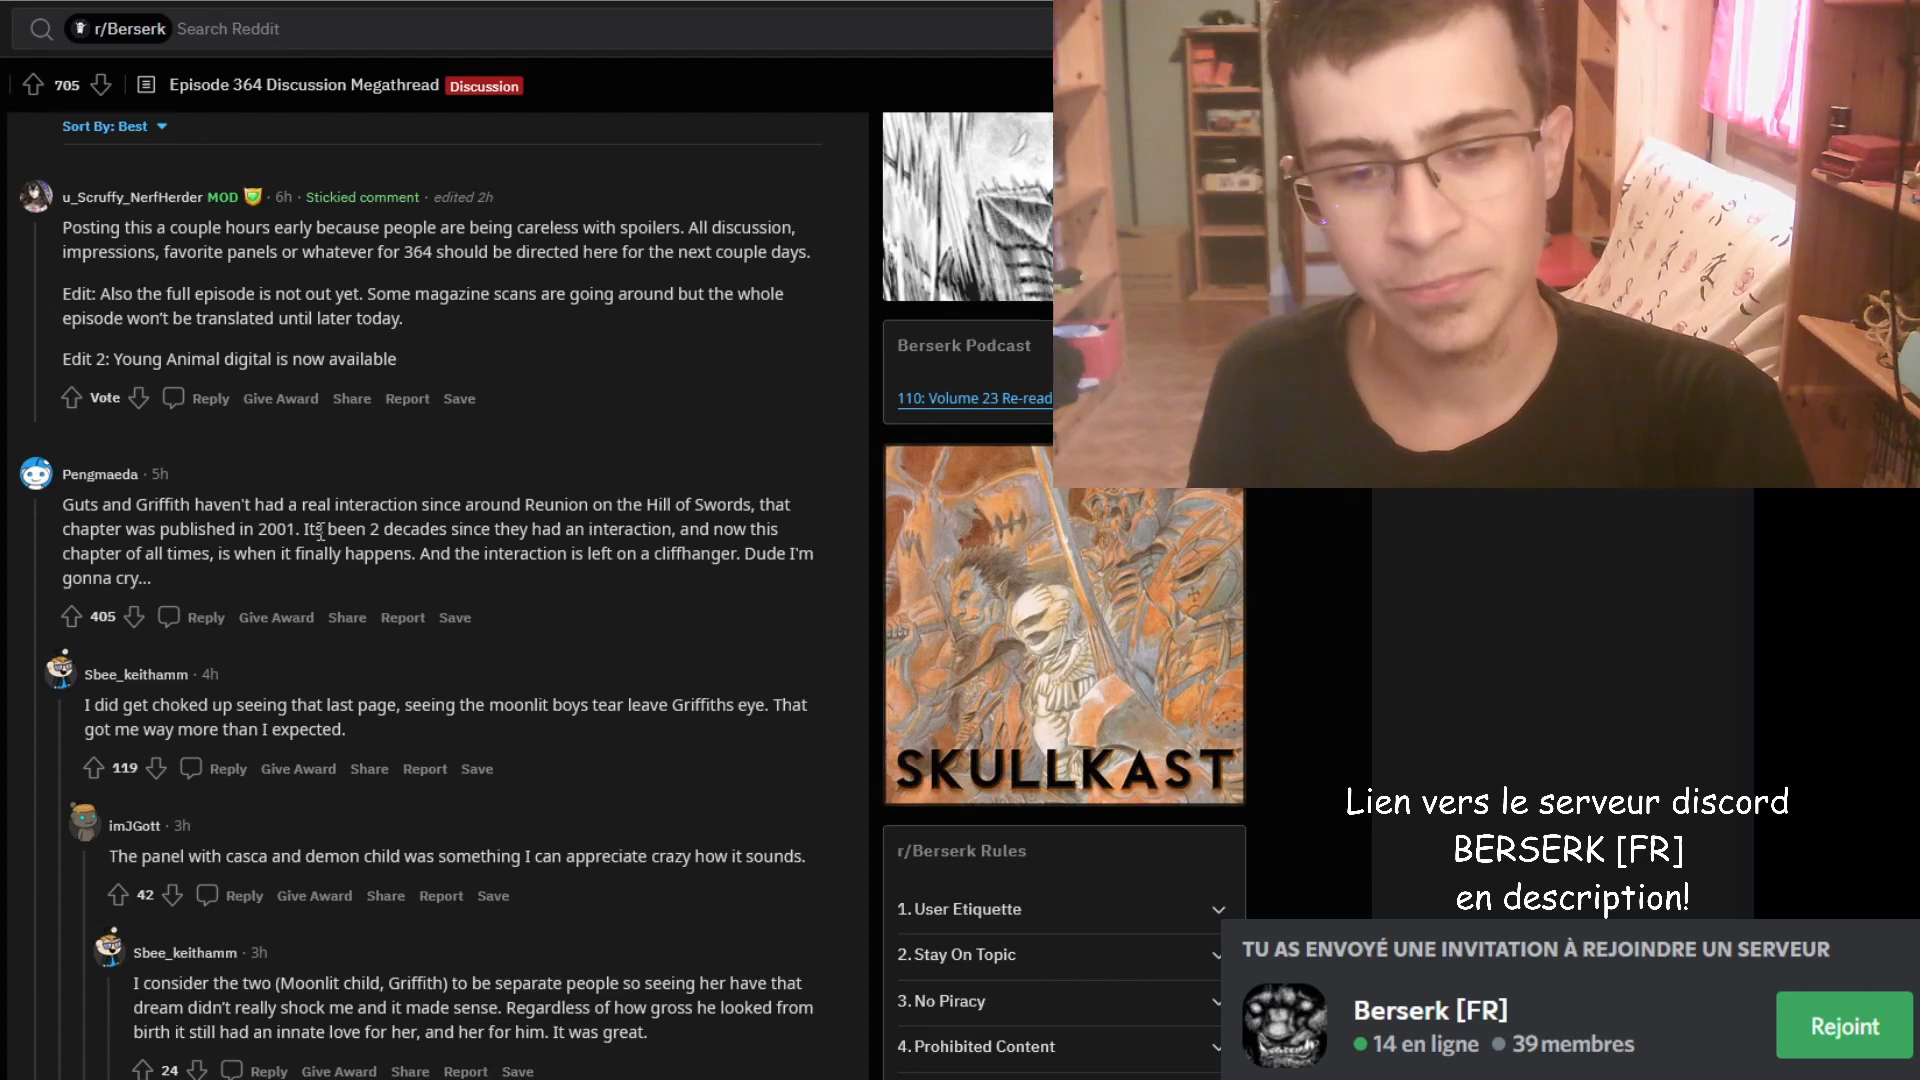 r/Berserk Search Reddit
705 Episode 364 Discussion Megathread Discussion
Sort By: Best
u_Scruffy_NerfHerder MOD · 6h · Stickied comment · edited 2h
Posting this a couple hours early because people are being careless with spoilers. All discussion,
impressions, favorite panels or whatever for 364 should be directed here for the next couple days.
Edit: Also the full episode is not out yet. Some magazine scans are going around but the whole
episode won't be translated until later today.
Edit 2: Young Animal digital is now available
Vote Reply Give Award Share Report Save
Pengmaeda · 5h
Guts and Griffith haven't had a real interaction since around Reunion on the Hill of Swords, that
chapter was published in 2001. Its been 2 decades since they had an interaction, and now this
chapter of all times, is when it finally happens. And the interaction is left on a cliffhanger. Dude I'm
gonna cry...
405 Reply Give Award Share Report Save
Sbee_keithamm · 4h
I did get choked up seeing that last page, seeing the moonlit boys tear leave Griffiths eye. That
got me way more than I expected.
119 Reply Give Award Share Report Save
imJGott · 3h
The panel with casca and demon child was something I can appreciate crazy how it sounds.
42 Reply Give Award Share Report Save
Sbee_keithamm · 3h
I consider the two (Moonlit child, Griffith) to be separate people so seeing her have that
dream didn't really shock me and it made sense. Regardless of how gross he looked from
birth it still had an innate love for her, and her for him. It was great.
24 Reply Give Award Share Report Save
Berserk Podcast
110: Volume 23 Re-read
SKULLKAST
r/Berserk Rules
1. User Etiquette
2. Stay On Topic
3. No Piracy
4. Prohibited Content
Lien vers le serveur discord
BERSERK [FR]
en description!
TU AS ENVOYÉ UNE INVITATION À REJOINDRE UN SERVEUR
Berserk [FR]
14 en ligne 39 membres
Rejoint